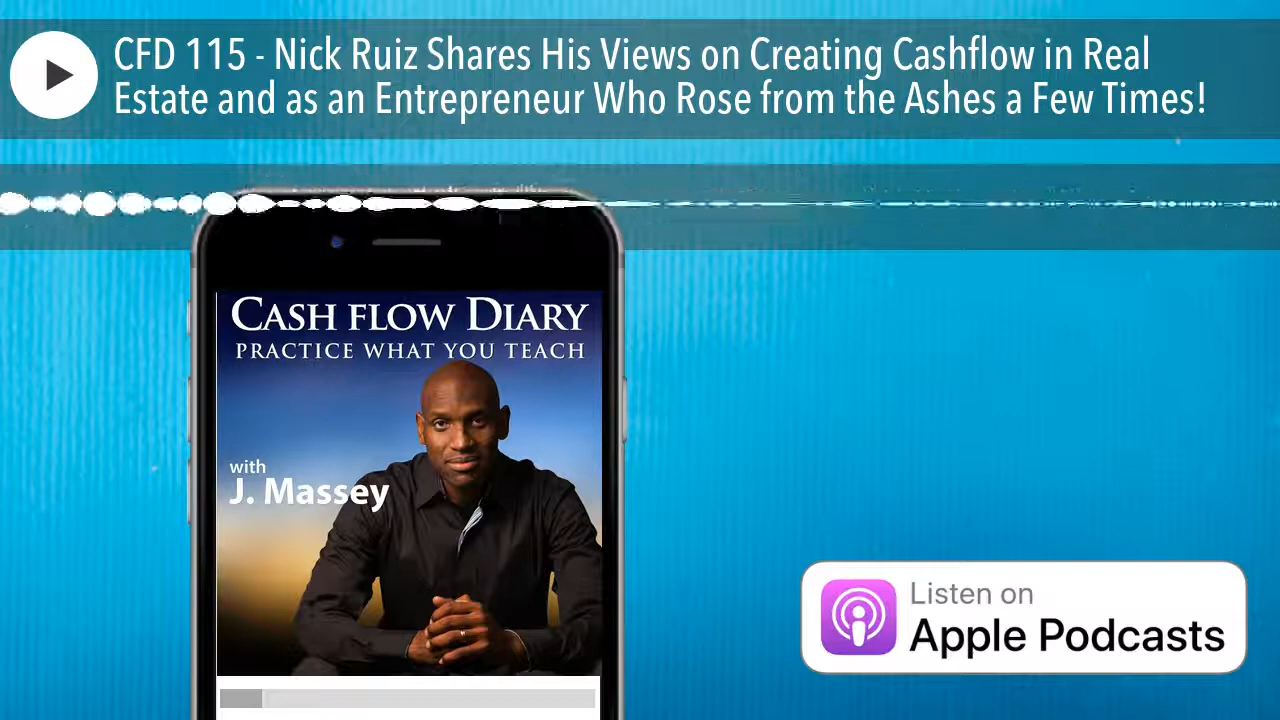 CFD 115 - Nick Ruiz Shares His Views on Creating Cashflow in Real
Estate and as an Entrepreneur Who Rose from the Ashes a Few Times!
CASH FLOW DIARY
PRACTICE WHAT YOU TEACH
with
J. Massey
Listen on
Apple Podcasts